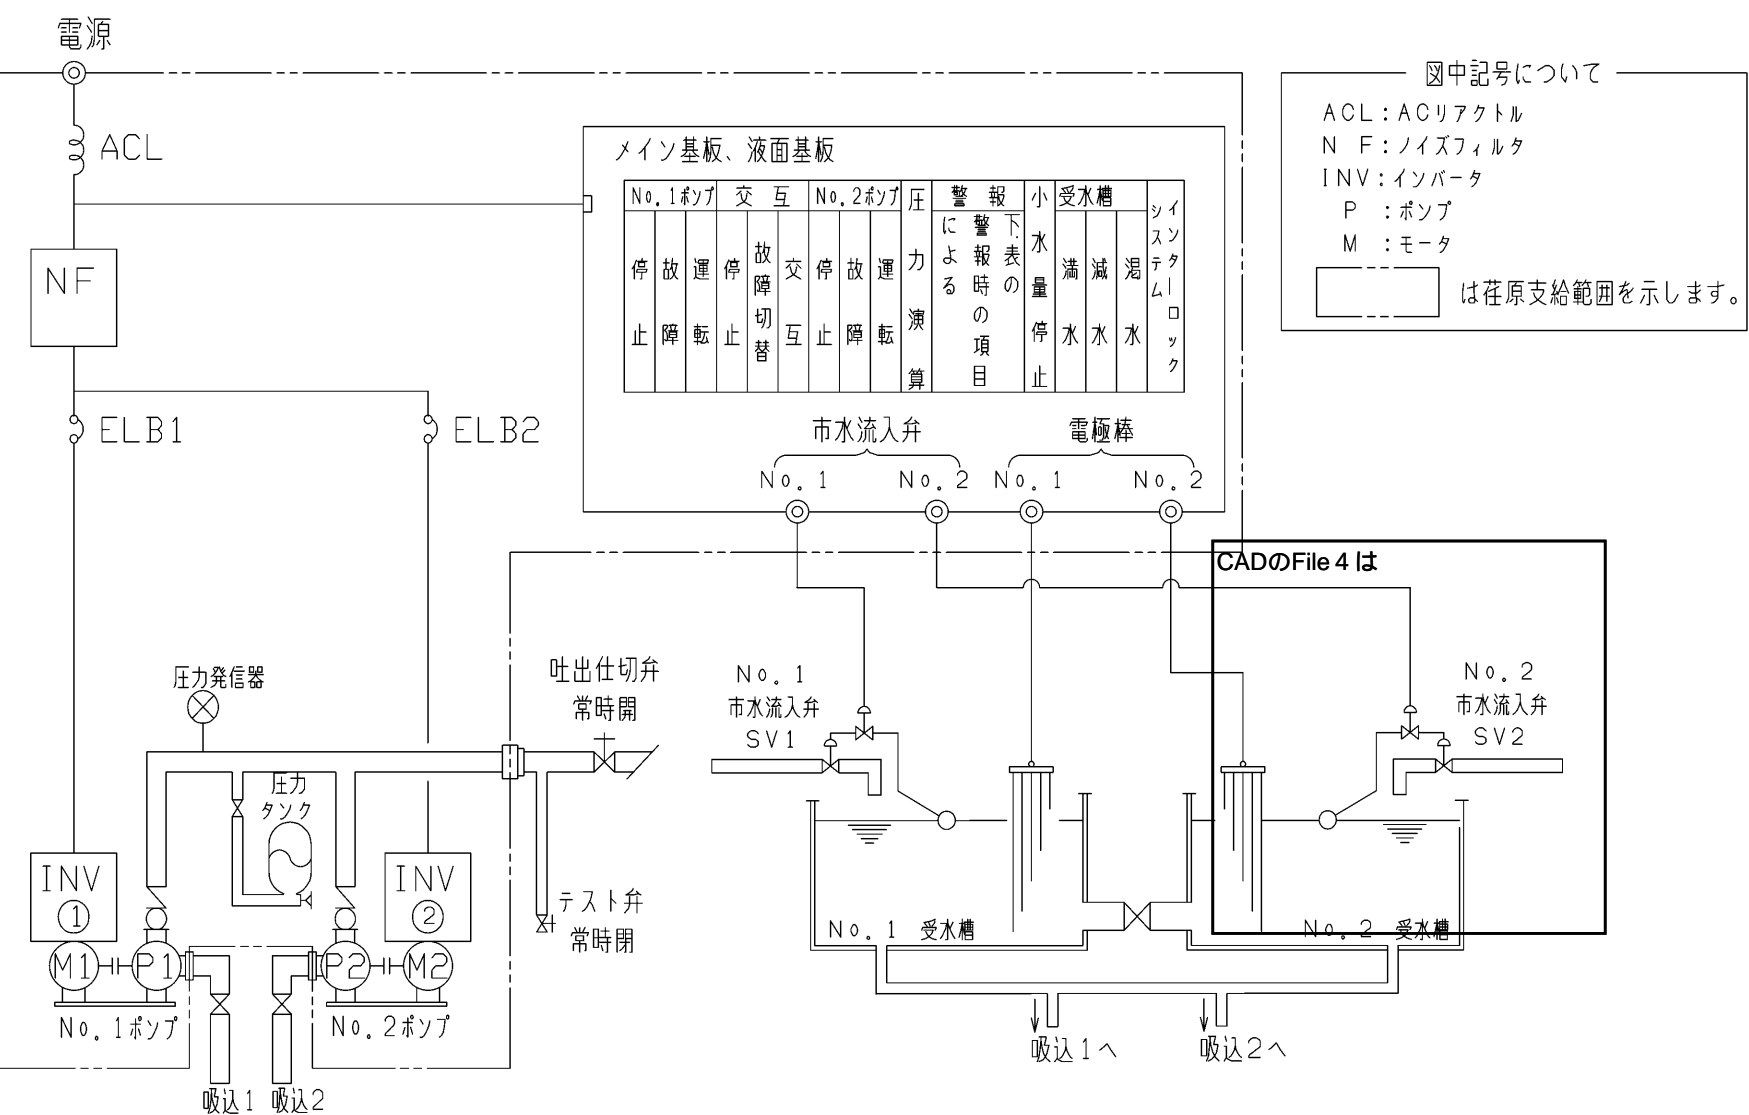 電源
ACL
NF
ELB1
ELB2
メイン基板、液面基板
No.1ポンプ
交互
No.2ポンプ
圧力演算
警報
小水量停止
受水槽
インターロックシステム
停止
故障
運転
停止
故障切替
交互
停止
故障
運転
下表の
警報時の項目
による
満水
減水
渇水
市水流入弁
電極棒
No.1
No.2
No.1
No.2
図中記号について
ACL:ACリアクトル
N F:ノイズフィルタ
INV:インバータ
P :ポンプ
M :モータ
は荏原支給範囲を示します。
CADのFile 4 は
圧力発信器
吐出仕切弁
常時開
No.1
市水流入弁
SV1
No.2
市水流入弁
SV2
圧力
タンク
INV
1
INV
2
テスト弁
常時閉
No.1 受水槽
No.2 受水槽
M1
P1
P2
M2
No.1ポンプ
No.2ポンプ
吸込1へ
吸込2へ
吸込1
吸込2